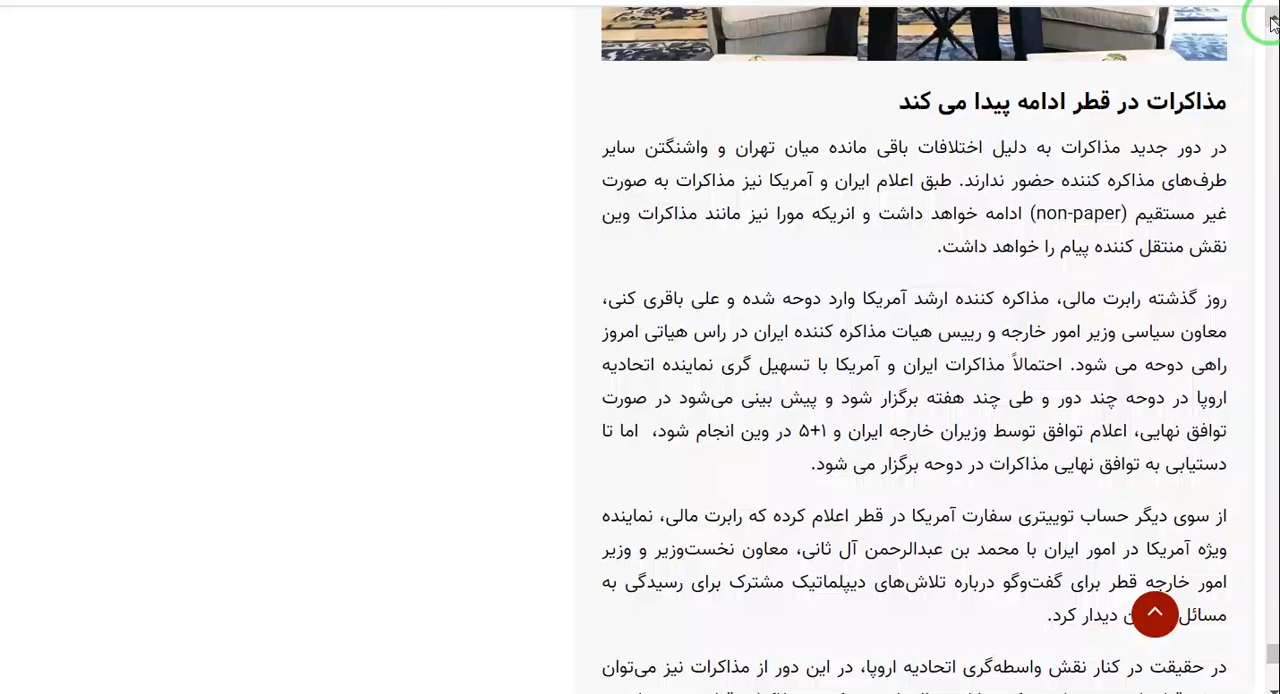 مذاکرات در قطر ادامه پیدا می کند
در دور جدید مذاکرات به دلیل اختلافات باقی مانده میان تهران و واشنگتن سایر
طرف‌های مذاکره کننده حضور ندارند. طبق اعلام ایران و آمریکا نیز مذاکرات به صورت
غیر مستقیم (non-paper) ادامه خواهد داشت و انریکه مورا نیز مانند مذاکرات وین
نقش منتقل کننده پیام را خواهد داشت.
روز گذشته رابرت مالی، مذاکره کننده ارشد آمریکا وارد دوحه شده و علی باقری کنی،
معاون سیاسی وزیر امور خارجه و رییس هیات مذاکره کننده ایران در راس هیاتی امروز
راهی دوحه می شود. احتمالاً مذاکرات ایران و آمریکا با تسهیل گری نماینده اتحادیه
اروپا در دوحه چند دور و طی چند هفته برگزار شود و پیش بینی می‌شود در صورت
توافق نهایی، اعلام توافق توسط وزیران خارجه ایران و ۱+۵ در وین انجام شود، اما تا
دستیابی به توافق نهایی مذاکرات در دوحه برگزار می شود.
از سوی دیگر حساب توییتری سفارت آمریکا در قطر اعلام کرده که رابرت مالی، نماینده
ویژه آمریکا در امور ایران با محمد بن عبدالرحمن آل ثانی، معاون نخست‌وزیر و وزیر
امور خارجه قطر برای گفت‌وگو درباره تلاش‌های دیپلماتیک مشترک برای رسیدگی به
مسائل دیدار کرد.
در حقیقت در کنار نقش واسطه‌گری اتحادیه اروپا، در این دور از مذاکرات نیز می‌توان